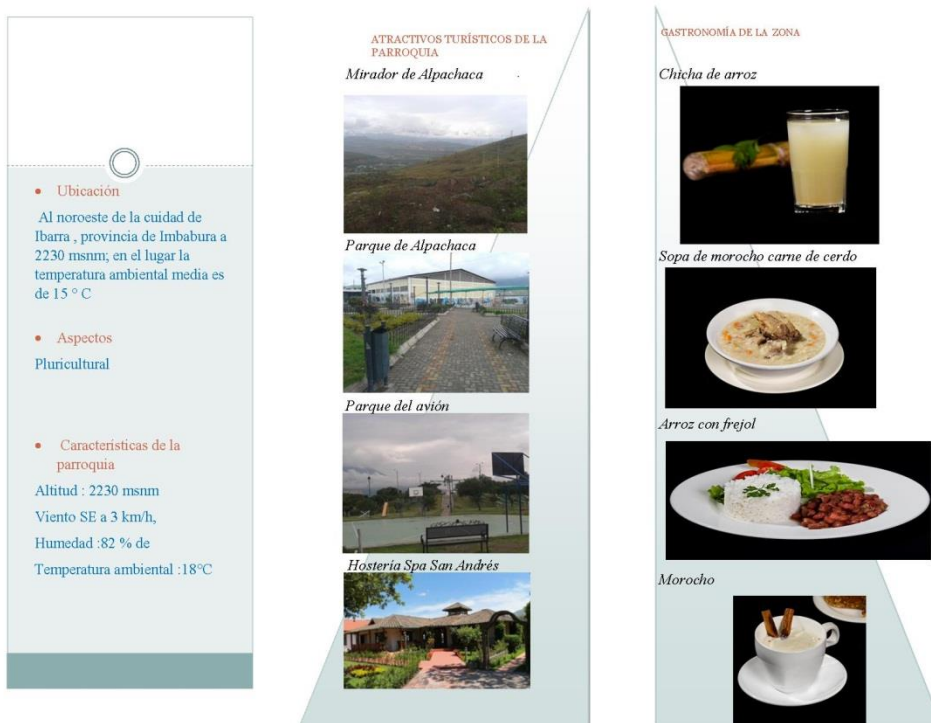 Ubicación
Al noroeste de la cuidad de
Ibarra , provincia de Imbabura a
2230 msnm; en el lugar la
temperatura ambiental media es
de 15 ° C
Aspectos
Pluricultural
Características de la
parroquia
Altitud : 2230 msnm
Viento SE a 3 km/h,
Humedad :82 % de
Temperatura ambiental :18°C
ATRACTIVOS TURÍSTICOS DE LA
PARROQUIA
Mirador de Alpachaca
Parque de Alpachaca
Parque del avión
Hostería Spa San Andrés
GASTRONOMÍA DE LA ZONA
Chicha de arroz
Sopa de morocho carne de cerdo
Arroz con frejol
Morocho